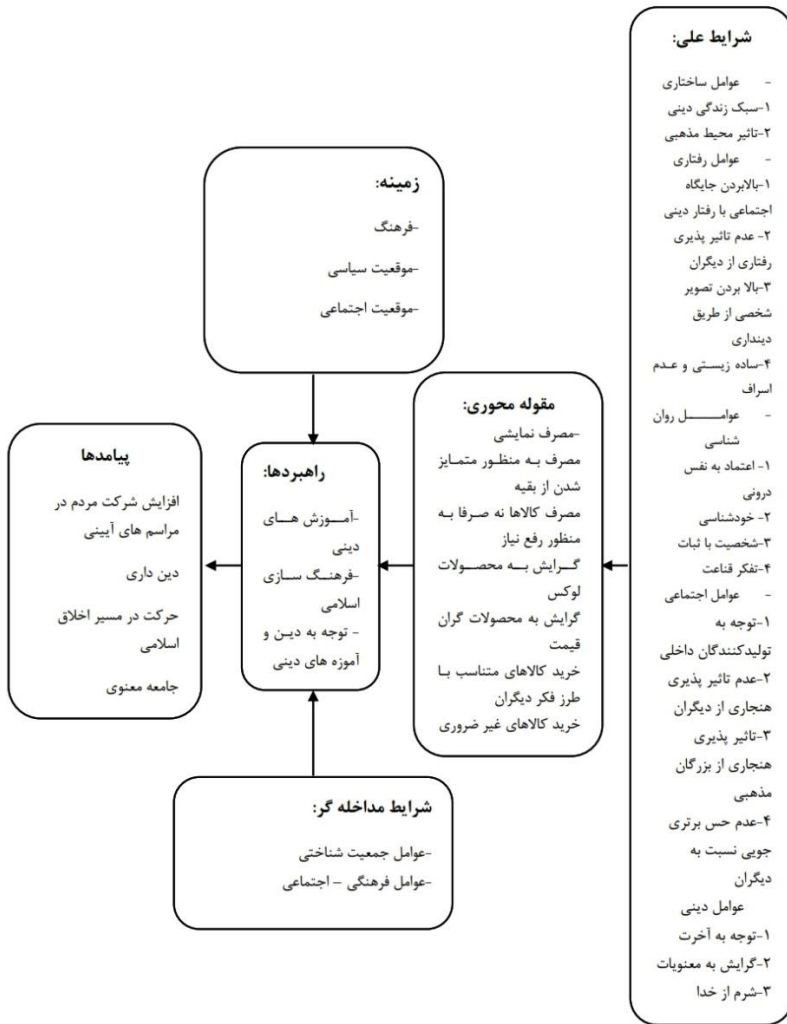 شرایط علی:
- عوامل ساختاری
۱-سبک زندگی دینی
۲-تاثیر محیط مذهبی
- عوامل رفتاری
۱-بالابردن جایگاه
اجتماعی با رفتار دینی
۲- عدم تاثیر پذیری
رفتاری از دیگران
۳-بالا بردن تصویر
شخصی از طریق
دینداری
۴-ساده زیستی و عدم
اسراف
- عوامل روان
شناسی
۱- اعتماد به نفس
درونی
۲- خودشناسی
۳-شخصیت با ثبات
۴-تفکر قناعت
- عوامل اجتماعی
۱-توجه به
تولیدکنندگان داخلی
۲-عدم تاثیر پذیری
هنجاری از دیگران
۳-تاثیر پذیری
هنجاری از بزرگان
مذهبی
۴-عدم حس برتری
جویی نسبت به
دیگران
عوامل دینی
۱-توجه به آخرت
۲-گرایش به معنویات
۳-شرم از خدا
زمینه:
-فرهنگ
-موقعیت سیاسی
-موقعیت اجتماعی
مقوله محوری:
-مصرف نمایشی
مصرف به منظور متمایز
شدن از بقیه
مصرف کالاها نه صرفا به
منظور رفع نیاز
گرایش به محصولات
لوکس
گرایش به محصولات گران
قیمت
خرید کالاهای متناسب با
طرز فکر دیگران
خرید کالاهای غیر ضروری
راهبردها:
-آموزش های
دینی
-فرهنگ سازی
اسلامی
- توجه به دین و
آموزه های دینی
پیامدها
افزایش شرکت مردم در
مراسم های آیینی
دین داری
حرکت در مسیر اخلاق
اسلامی
جامعه معنوی
شرایط مداخله گر:
-عوامل جمعیت شناختی
-عوامل فرهنگی – اجتماعی